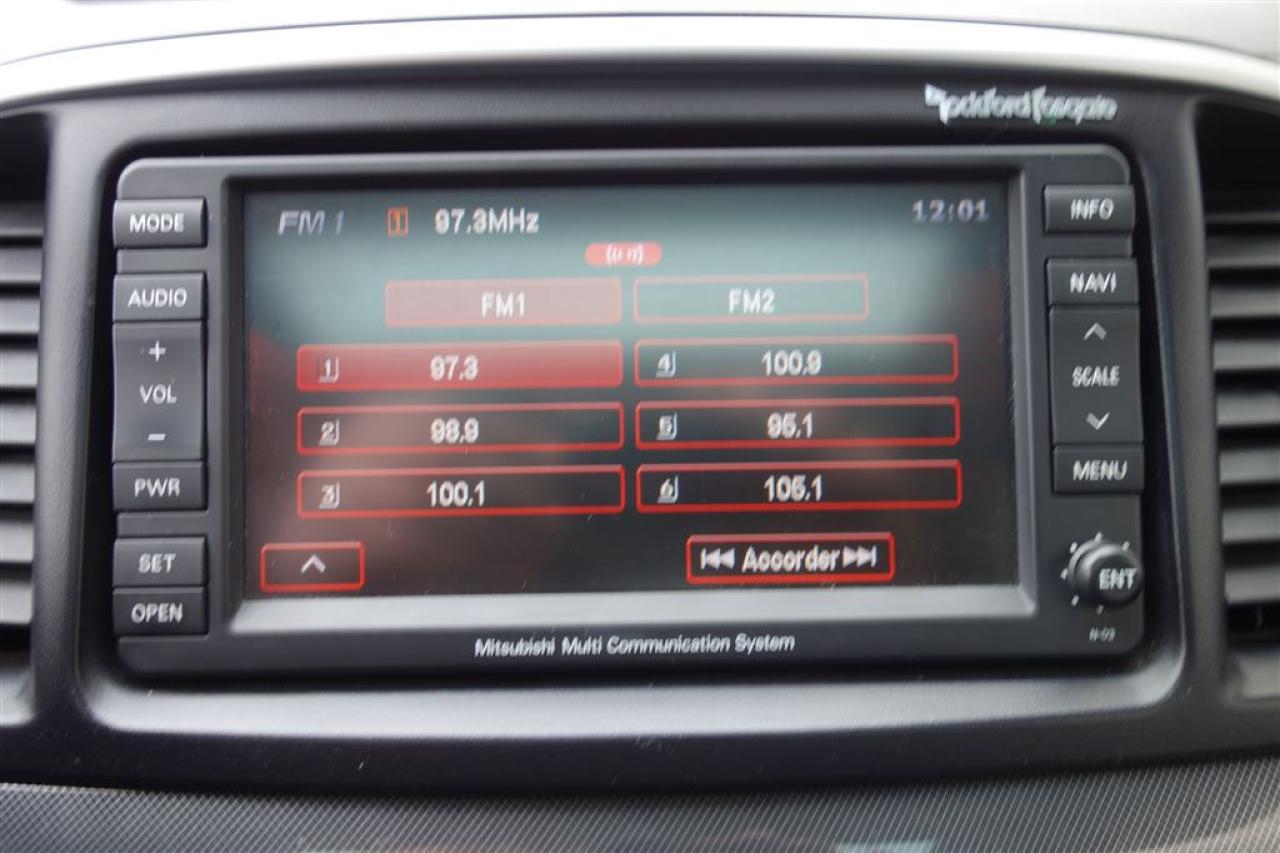 Rockford Fosgate
MODE
AUDIO
+
VOL
-
PWR
SET
OPEN
FM1 1 97.3MHz 12:01
((ı ı))
FM1 FM2
1 97.3 4 100.9
2 98.9 5 95.1
3 100.1 6 105.1
Accorder
INFO
NAVI
SCALE
MENU
ENT
N-09
Mitsubishi Multi Communication System